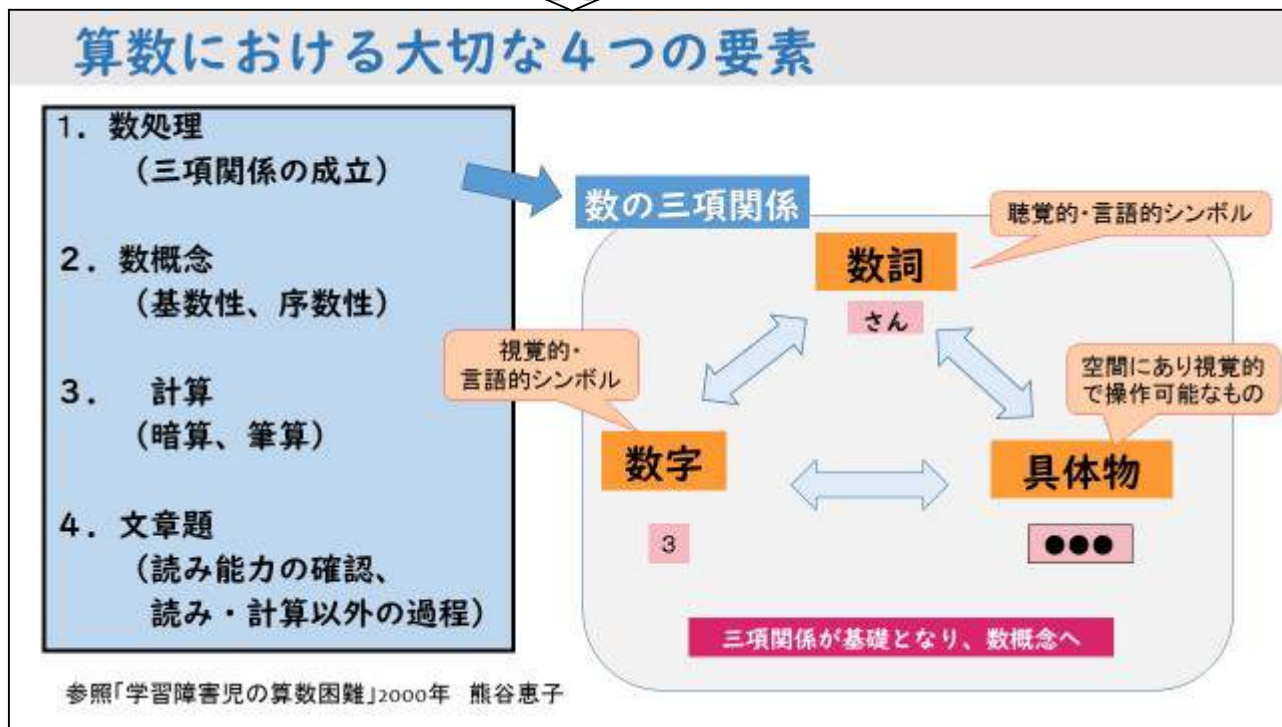 算数における大切な4つの要素
1. 数処理
(三項関係の成立)
2. 数概念
(基数性、序数性)
3. 計算
(暗算、筆算)
4. 文章題
(読み能力の確認、
読み・計算以外の過程)
数の三項関係
聴覚的・言語的シンボル
数詞
さん
視覚的・
言語的シンボル
空間にあり視覚的
で操作可能なもの
数字
具体物
3
●●●
三項関係が基礎となり、数概念へ
参照「学習障害児の算数困難」2000年 熊谷恵子